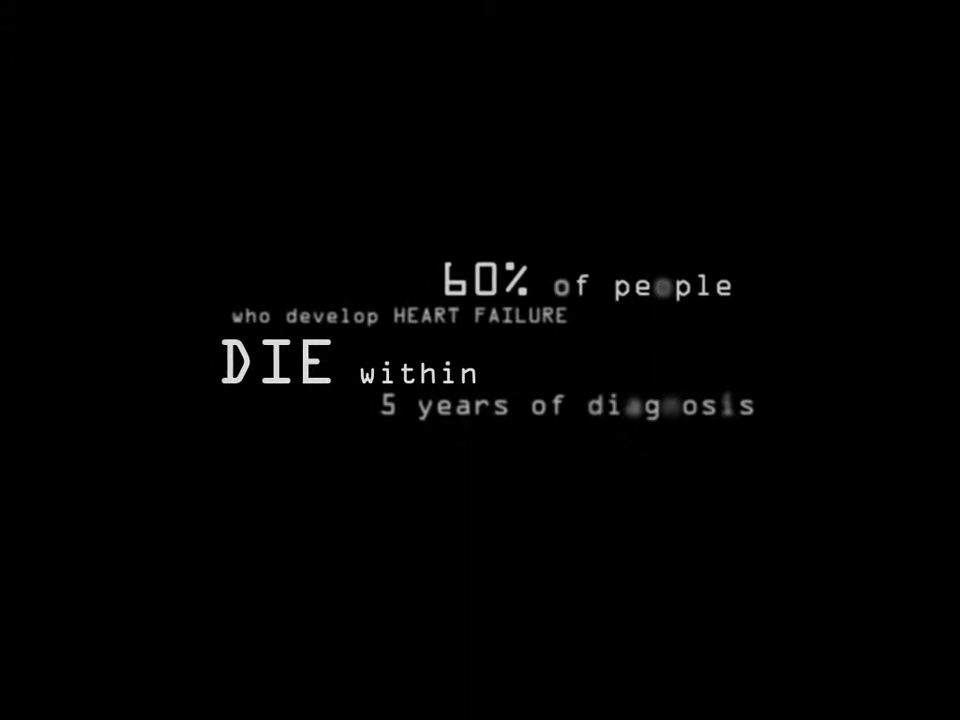 60% of people
who develop HEART FAILURE
DIE within
5 years of diagnosis